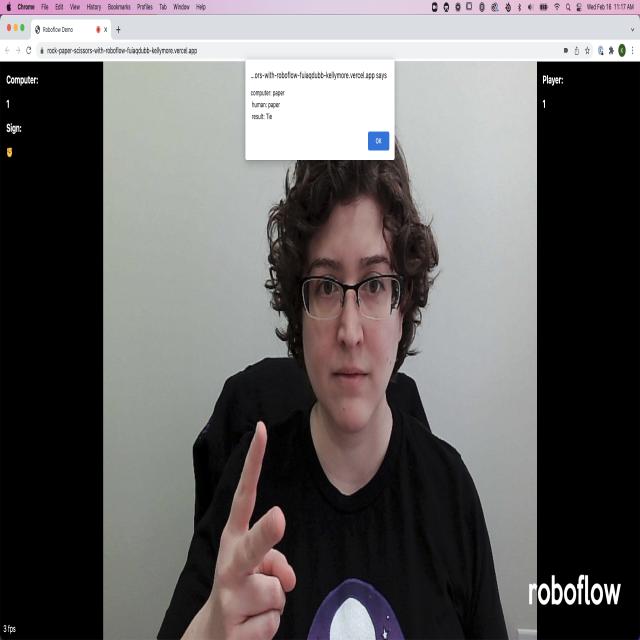 Chrome File Edit View History Bookmarks Profiles Tab Window Help
Wed Feb 16 11:17 AM
Roboflow Demo
rock-paper-scissors-with-roboflow-fuiaqdubb-kellymore.vercel.app
Computer:
1
Sign:
...ors-with-roboflow-fuiaqdubb-kellymore.vercel.app says
computer: paper
human: paper
result: Tie
OK
Player:
1
roboflow
3 fps